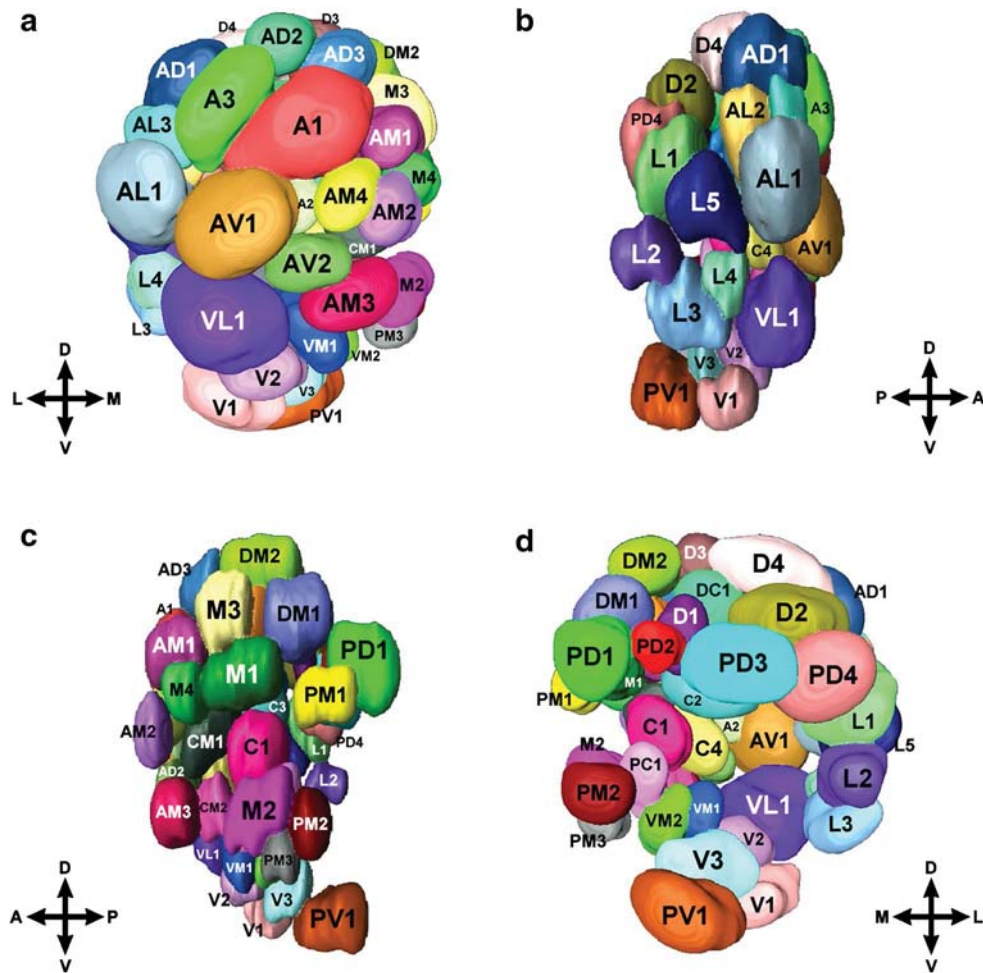 a
D4
D3
AD2
AD1
AD3
DM2
A3
M3
A1
AL3
AM1
M4
AL1
AM4
A2
AM2
AV1
CM1
AV2
L4
M2
AM3
VL1
L3
PM3
VM1
VM2
V2
V3
V1
PV1
D
L
M
V
b
D4
AD1
D2
AL2
A3
PD4
L1
AL1
L5
L2
C4
AV1
L4
L3
VL1
V3
V2
PV1
V1
D
P
A
V
c
DM2
AD3
M3
DM1
A1
AM1
PD1
M1
M4
PM1
C3
AM2
CM1
C1
PD4
L1
AD2
L2
CM2
AM3
M2
PM2
VL1
VM1
PM3
V2
V3
V1
PV1
D
A
P
V
d
D3
DM2
D4
DC1
AD1
DM1
D2
D1
PD2
PD1
PD3
PD4
M1
PM1
C2
L1
C1
A2
AV1
M2
C4
L5
PC1
L2
PM2
VM1
VL1
VM2
L3
PM3
V2
V3
V1
PV1
D
M
L
V